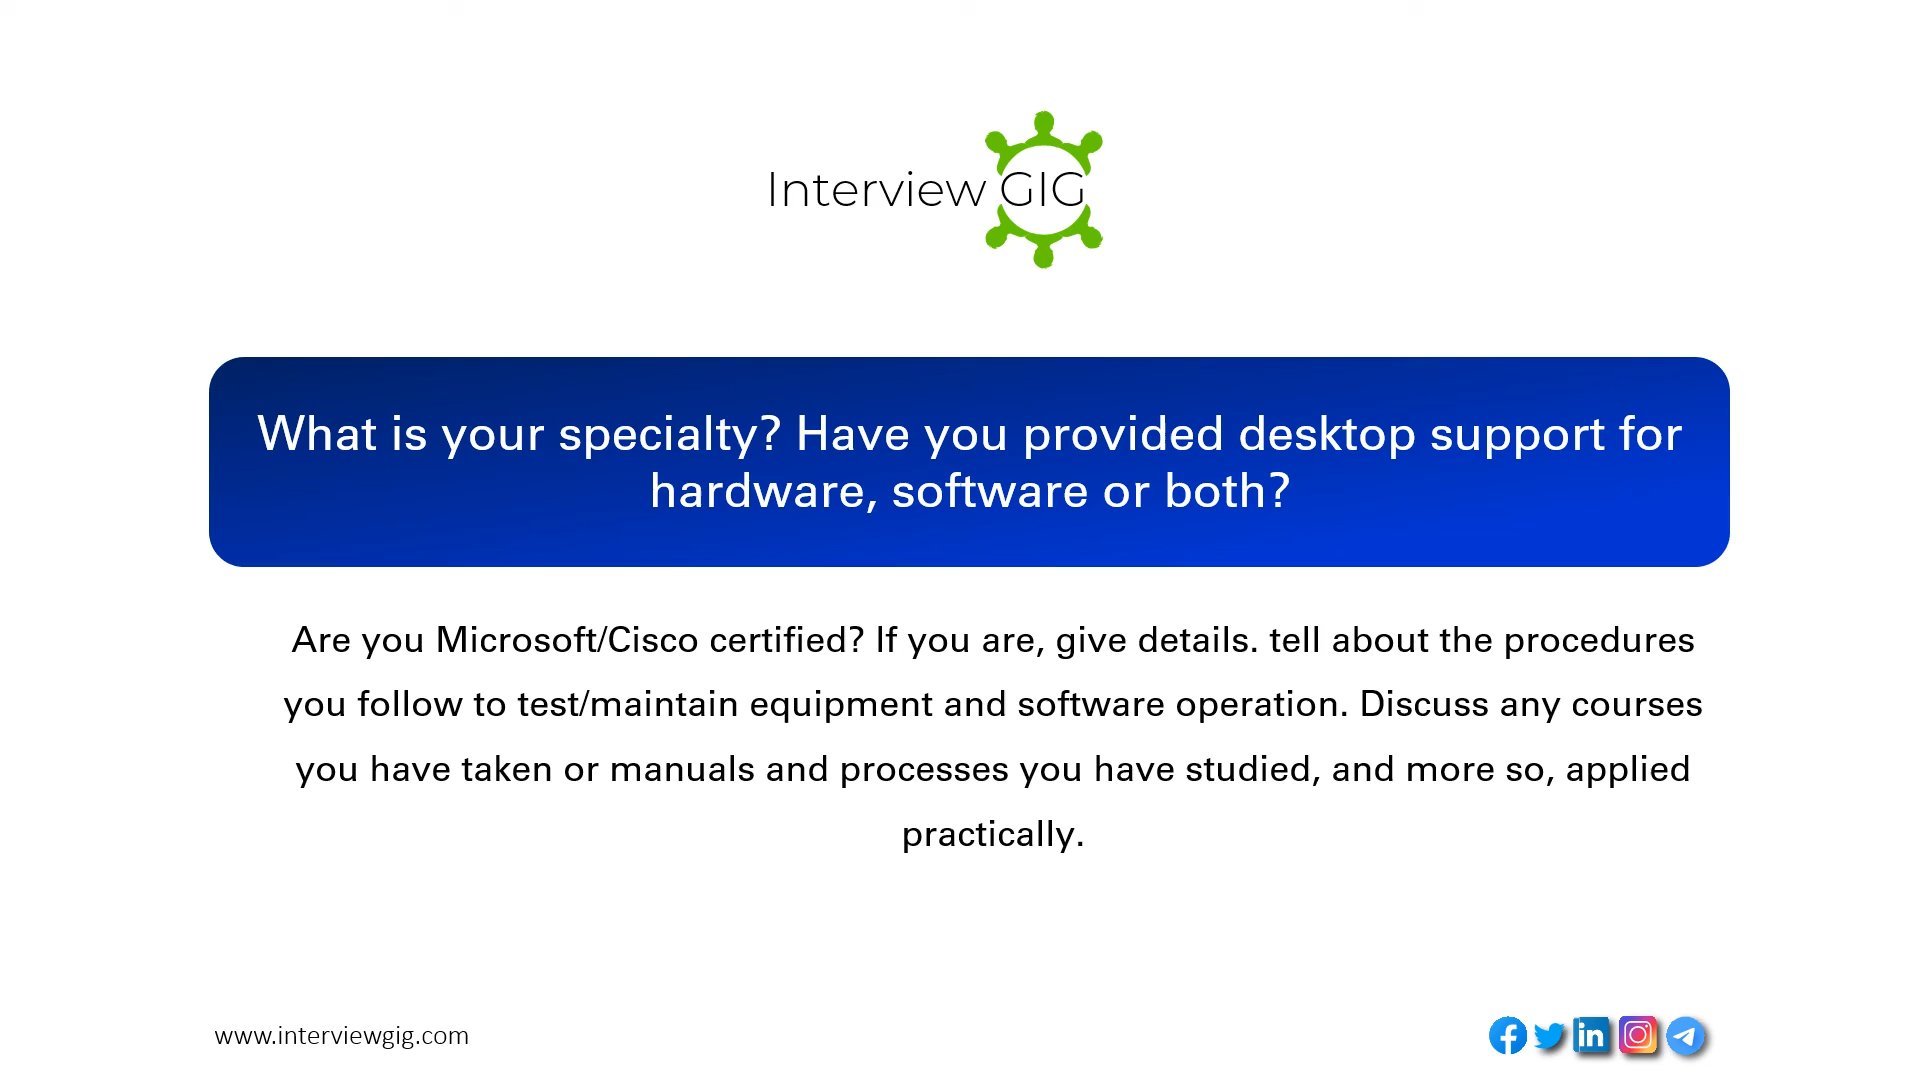 Interview GIG
What is your specialty? Have you provided desktop support for
hardware, software or both?
Are you Microsoft/Cisco certified? If you are, give details. tell about the procedures
you follow to test/maintain equipment and software operation. Discuss any courses
you have taken or manuals and processes you have studied, and more so, applied
practically.
www.interviewgig.com
in